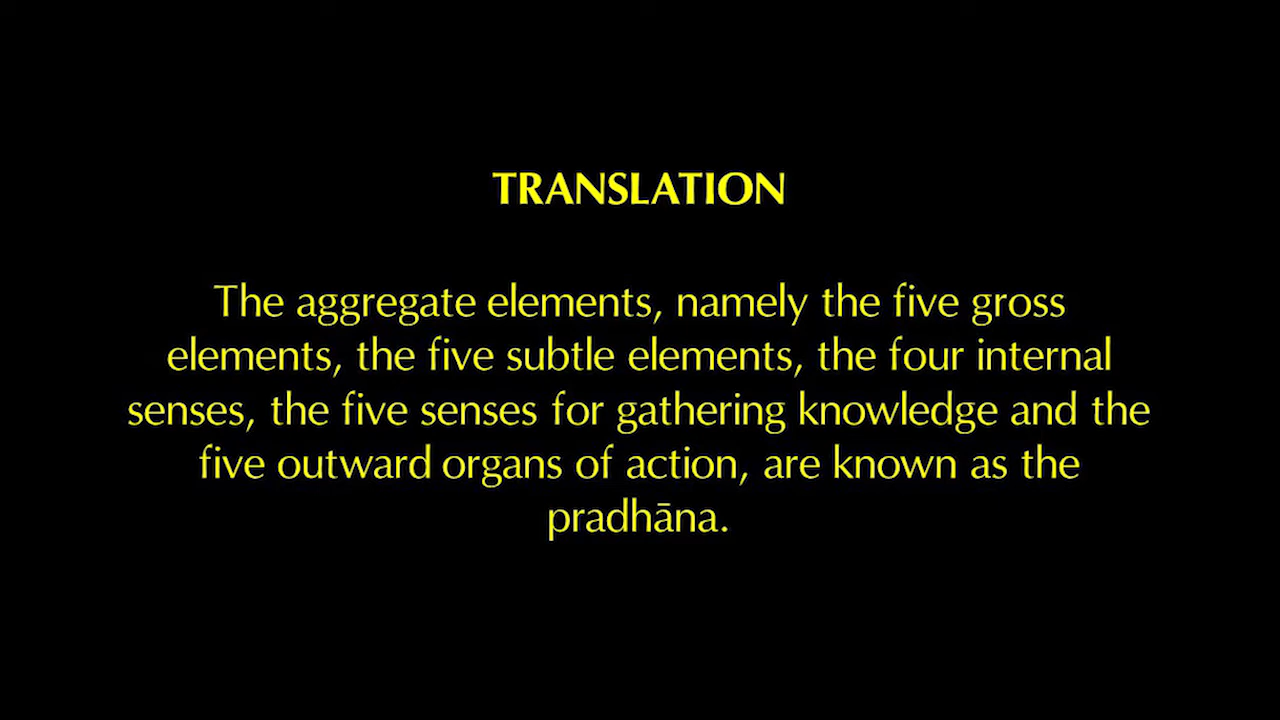 TRANSLATION
The aggregate elements, namely the five gross
elements, the five subtle elements, the four internal
senses, the five senses for gathering knowledge and the
five outward organs of action, are known as the
pradhāna.